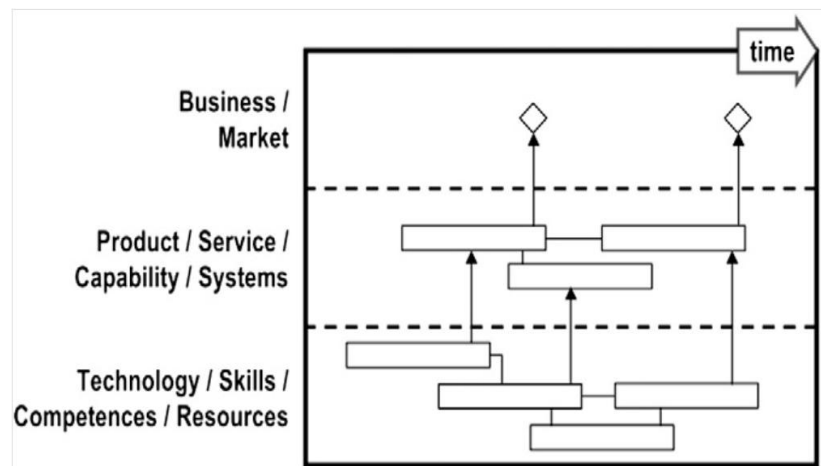 time
Business /
Market
Product / Service /
Capability / Systems
Technology / Skills /
Competences / Resources